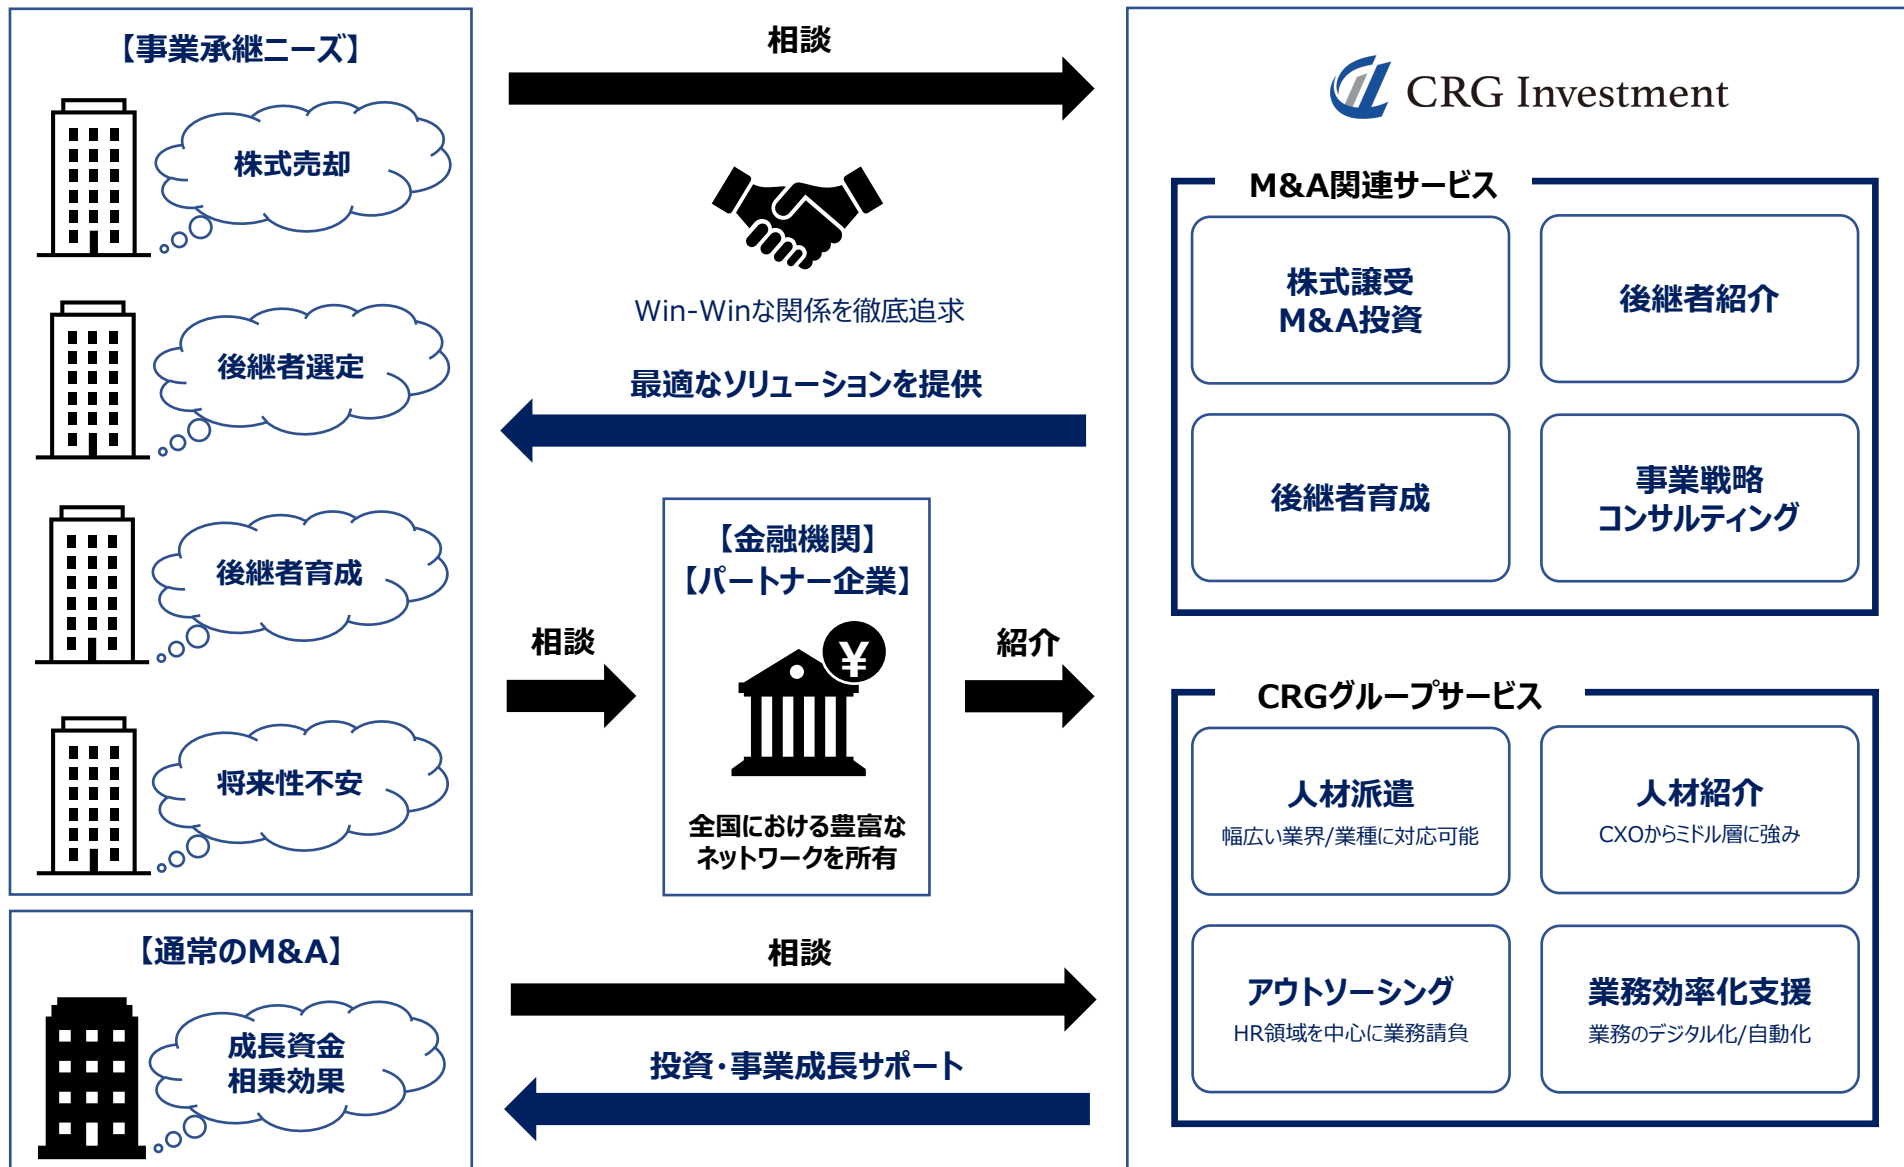 【事業承継ニーズ】
株式売却
後継者選定
後継者育成
将来性不安
【通常のM&A】
成長資金
相乗効果
相談
Win-Winな関係を徹底追求
最適なソリューションを提供
相談
【金融機関】
【パートナー企業】
¥
全国における豊富な
ネットワークを所有
紹介
相談
投資・事業成長サポート
CRG Investment
M&A関連サービス
株式譲受
M&A投資
後継者紹介
後継者育成
事業戦略
コンサルティング
CRGグループサービス
人材派遣
幅広い業界/業種に対応可能
人材紹介
CXOからミドル層に強み
アウトソーシング
HR領域を中心に業務請負
業務効率化支援
業務のデジタル化/自動化